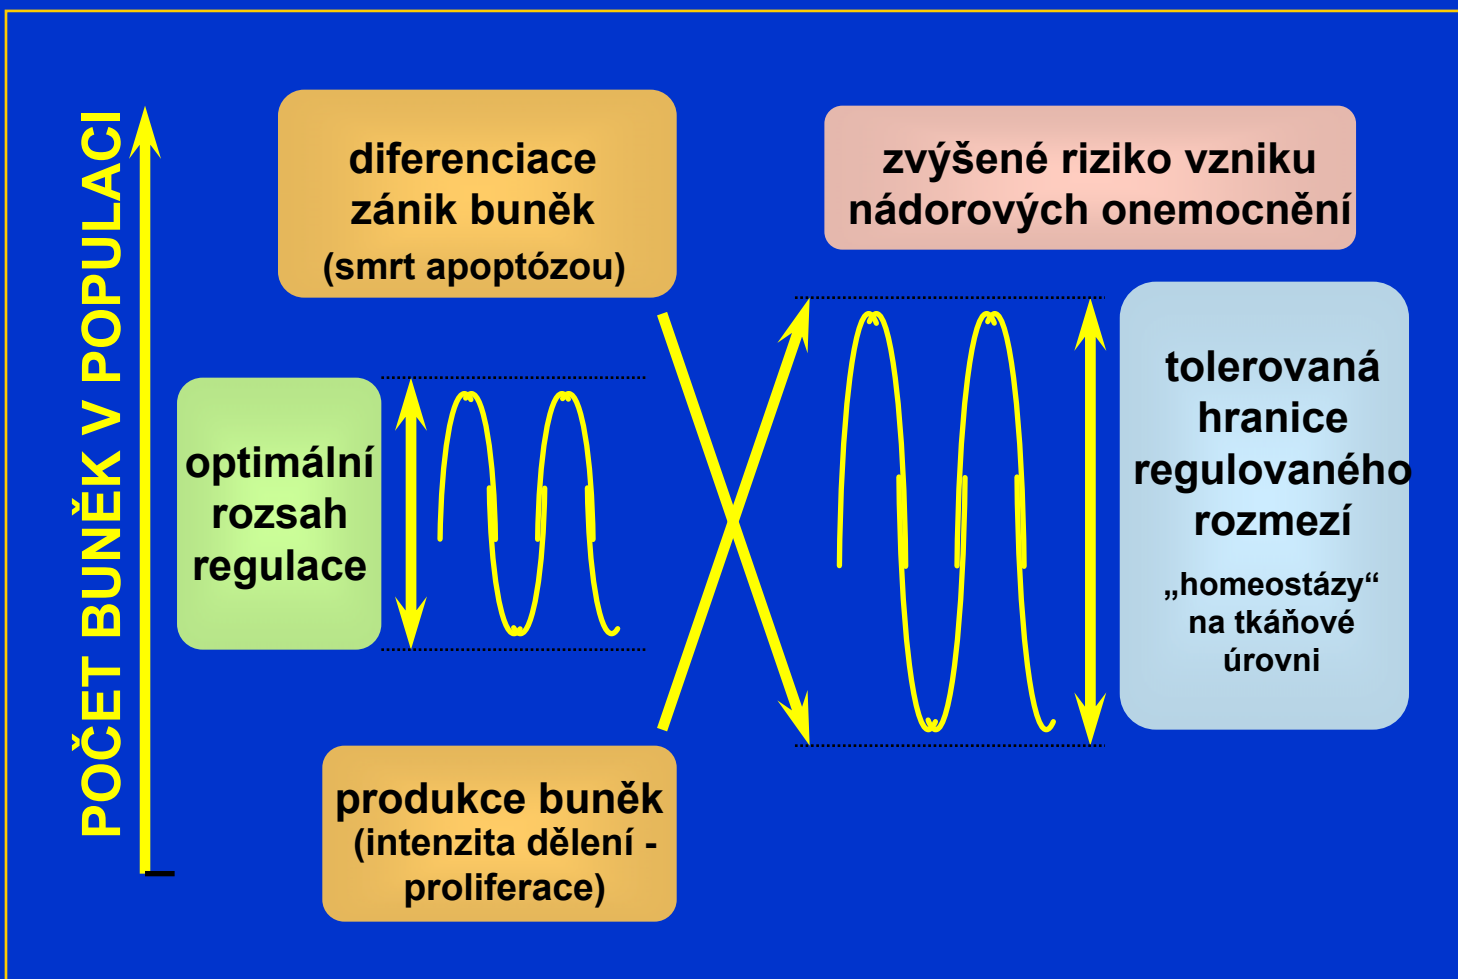 POČET BUNĚK V POPULACI
diferenciace
zánik buněk
(smrt apoptózou)
zvýšené riziko vzniku
nádorových onemocnění
optimální
rozsah
regulace
tolerovaná
hranice
regulovaného
rozmezí
„homeostázy“
na tkáňové
úrovni
produkce buněk
(intenzita dělení -
proliferace)